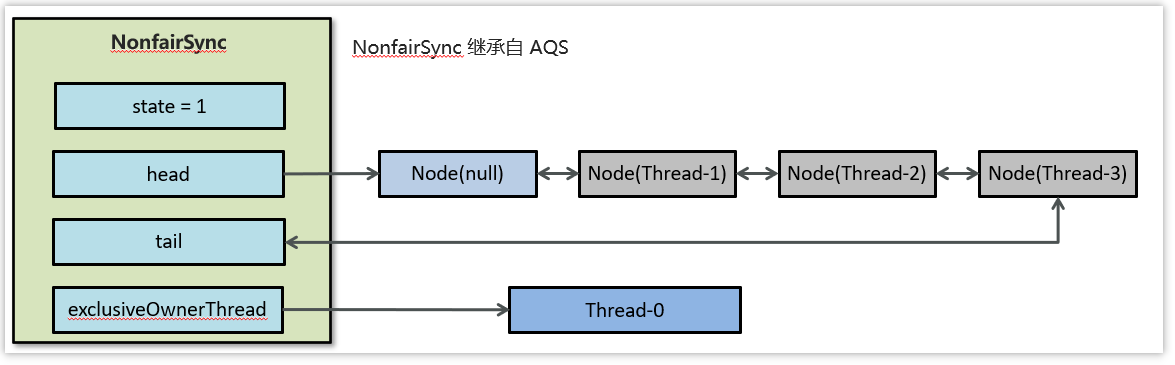 NonfairSync
NonfairSync 继承自 AQS
state = 1
head
Node(null)
Node(Thread-1)
Node(Thread-2)
Node(Thread-3)
tail
exclusiveOwnerThread
Thread-0